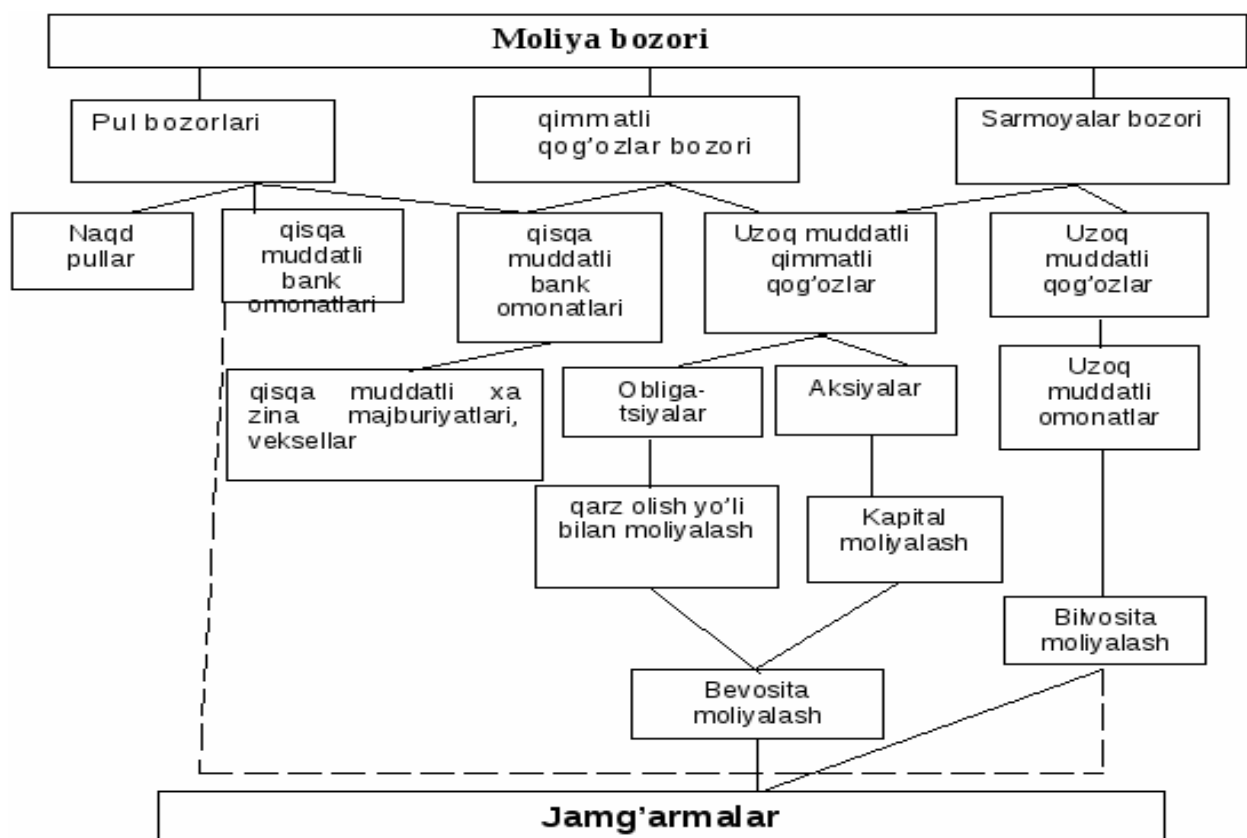 Moliya bozori
Pul bozorlari
qimmatli
qog’ozlar bozori
Sarmoyalar bozori
Naqd
pullar
qisqa
muddatli
bank
omonatlari
qisqa
muddatli
bank
omonatlari
Uzoq muddatli
qimmatli
qog’ozlar
Uzoq
muddatli
qog’ozlar
qisqa muddatli xa
zina majburiyatlari,
veksellar
Obliga-
tsiyalar
Aksiyalar
Uzoq
muddatli
omonatlar
qarz olish yo’li
bilan moliyalash
Kapital
moliyalash
Bilvosita
moliyalash
Bevosita
moliyalash
Jamg’armalar